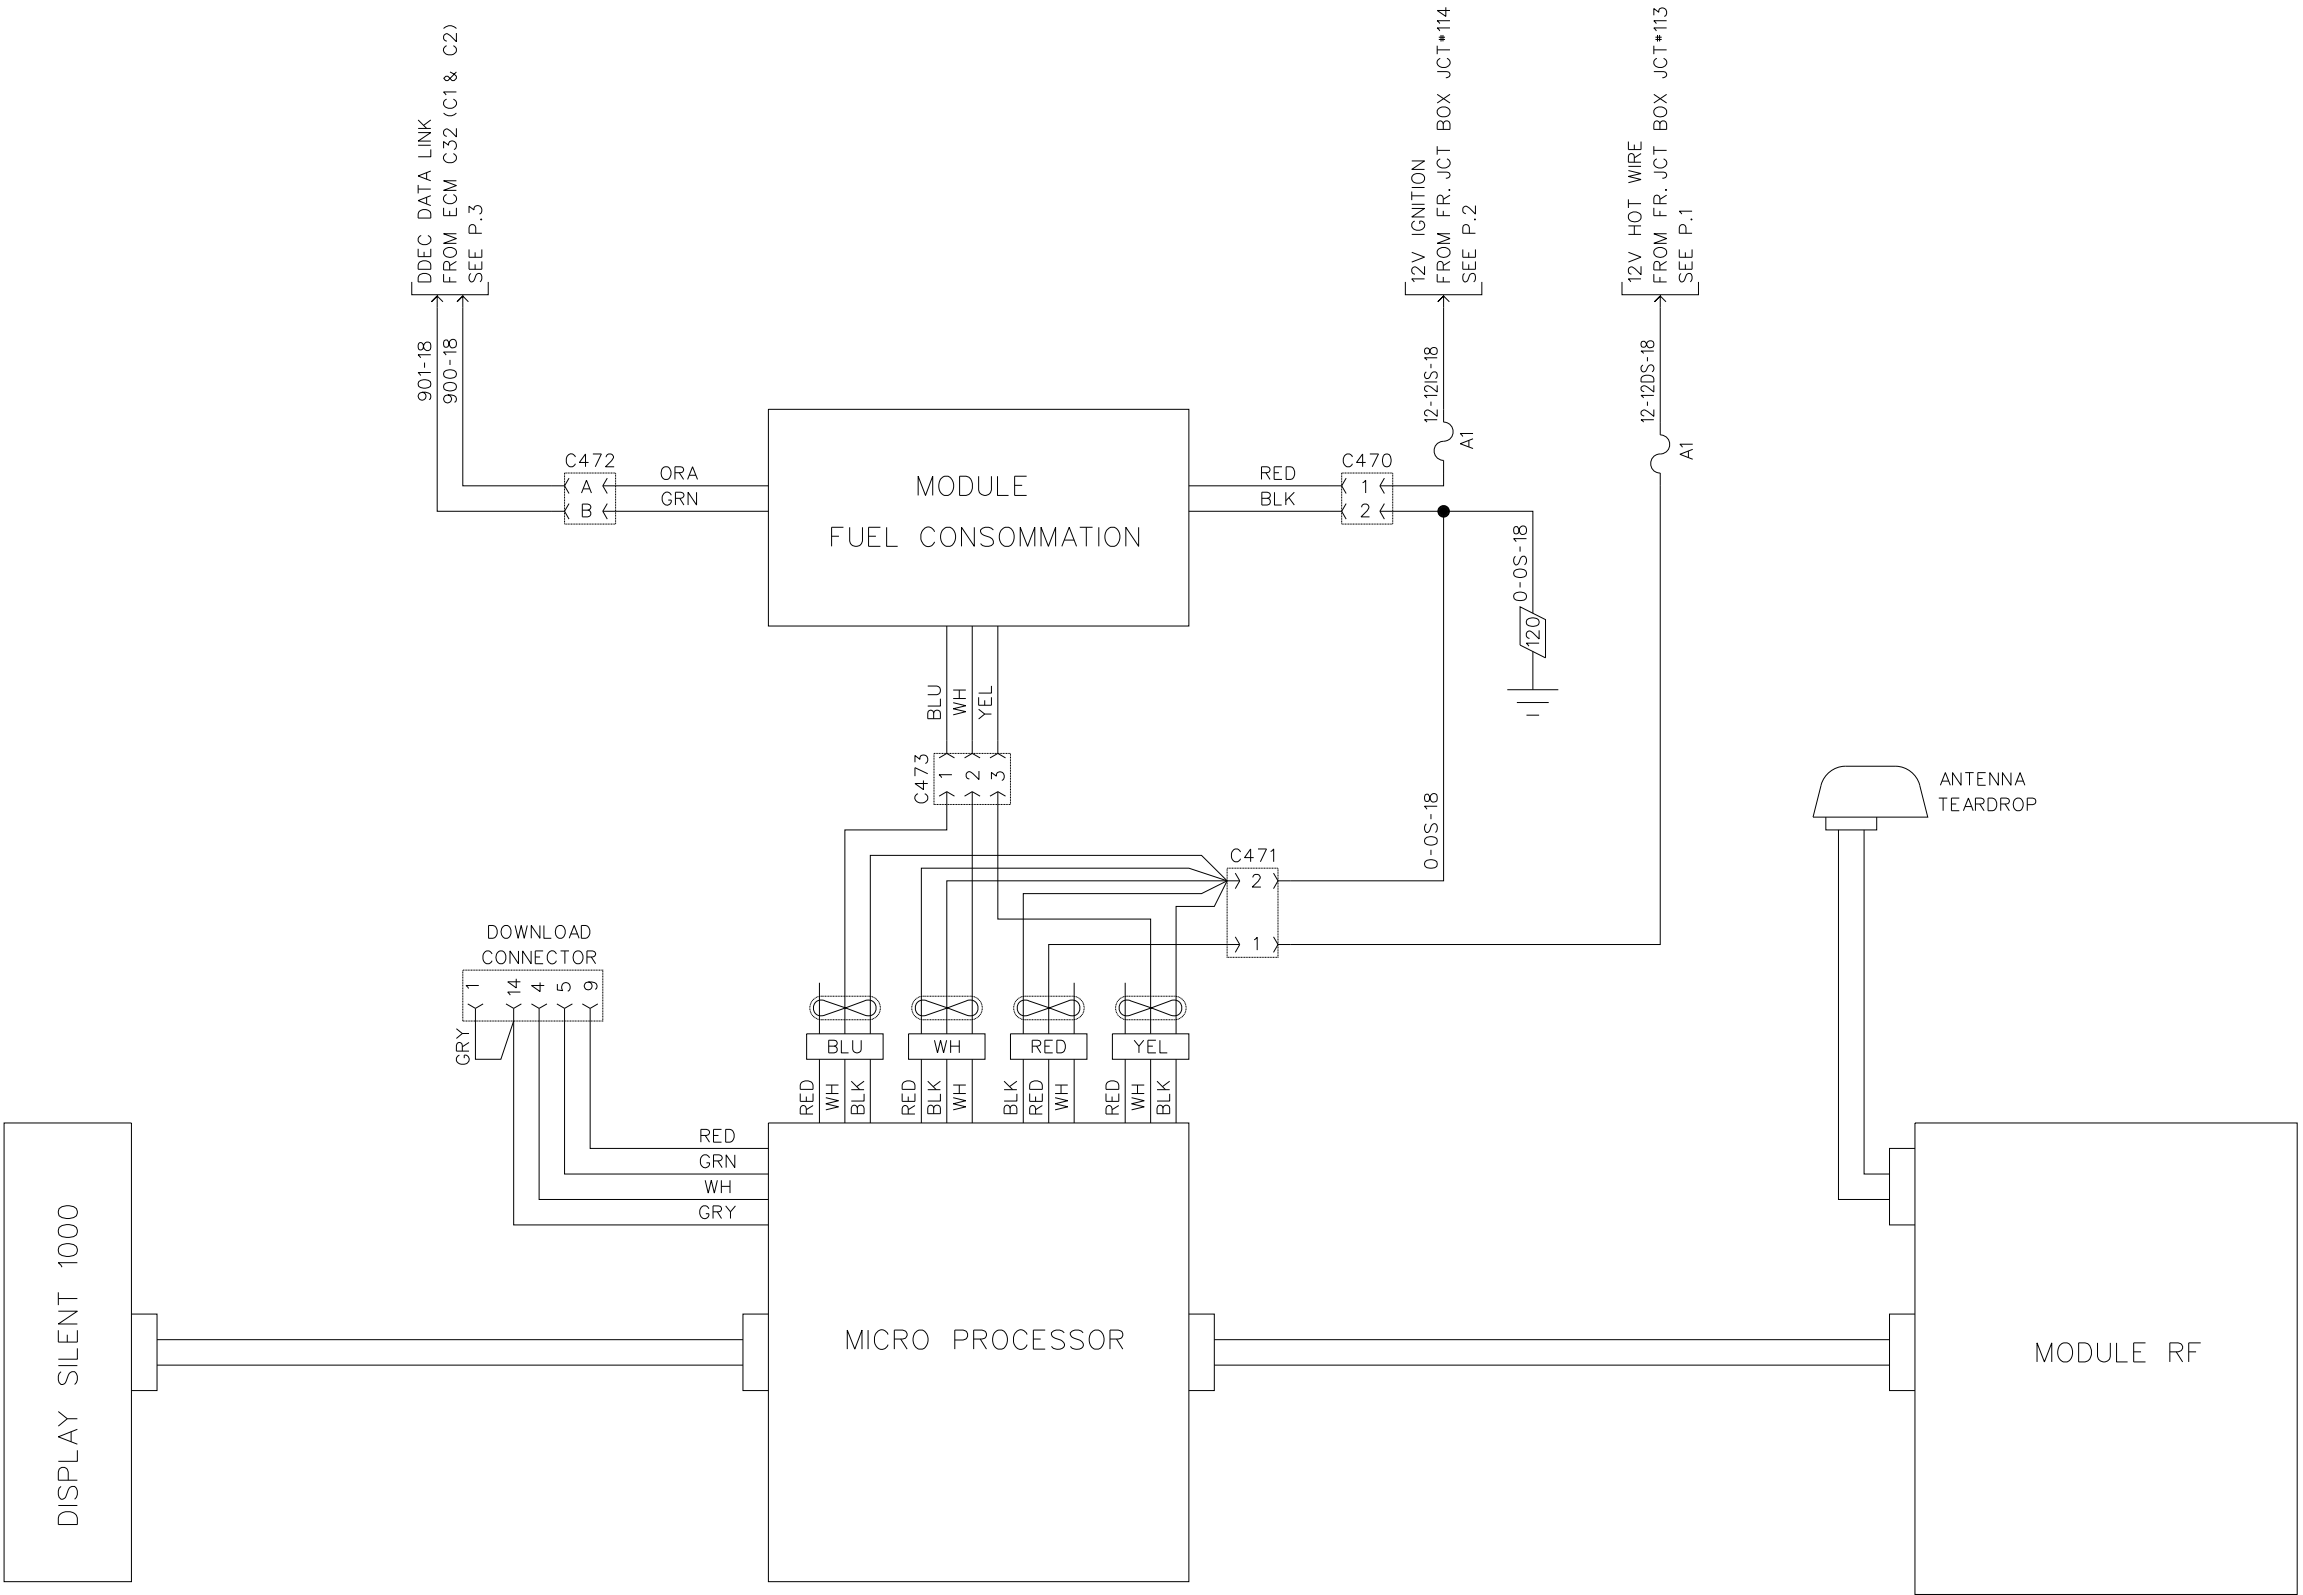 DDEC DATA LINK
FROM ECM C32 (C1 & C2)
SEE P.3
12V IGNITION
FROM FR. JCT BOX JCT#114
SEE P.2
12V HOT WIRE
FROM FR. JCT BOX JCT#113
SEE P.1
901-18
900-18
12-12IS-18
A1
12-12DS-18
A1
C472
A
B
ORA
GRN
MODULE
FUEL CONSOMMATION
RED
BLK
C470
1
2
0-0S-18
120
BLU
WH
YEL
C473
1
2
3
0-0S-18
C471
2
1
ANTENNA
TEARDROP
DOWNLOAD
CONNECTOR
1
14
4
5
9
GRY
BLU
WH
RED
YEL
RED
WH
BLK
RED
BLK
WH
BLK
RED
WH
RED
WH
BLK
RED
GRN
WH
GRY
DISPLAY SILENT 1000
MICRO PROCESSOR
MODULE RF